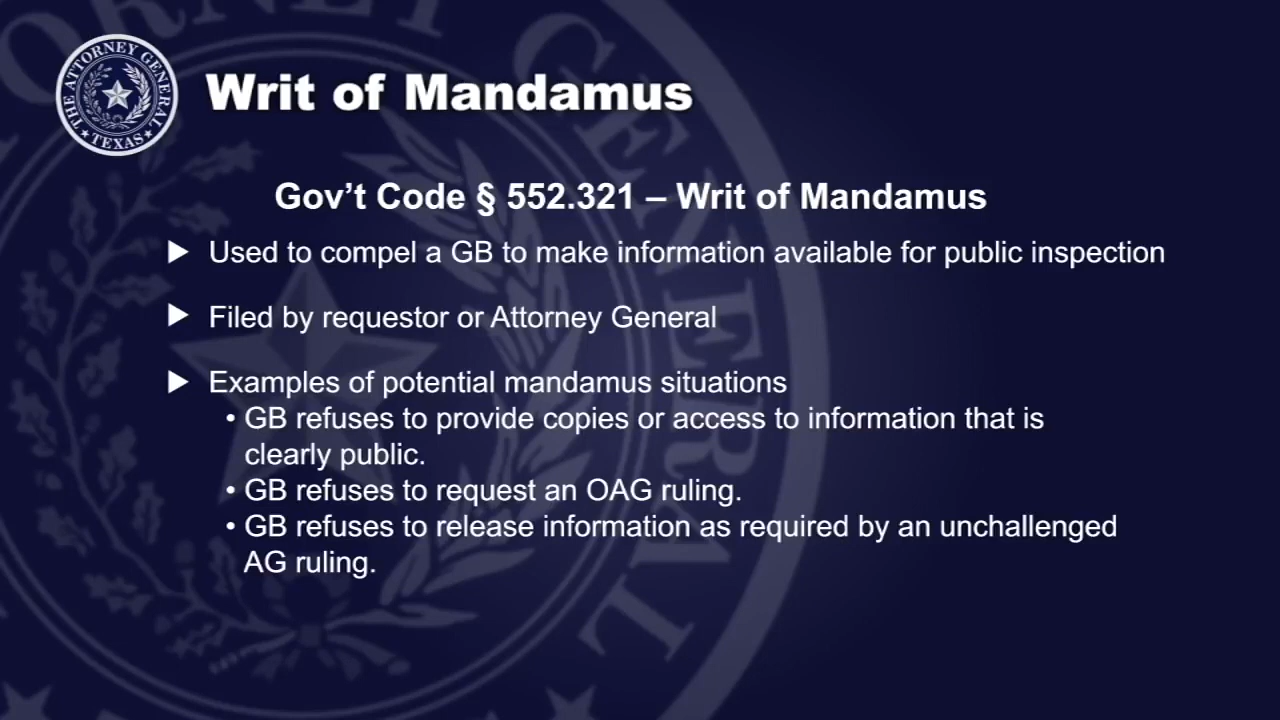 THE ATTORNEY GENERAL
★ TEXAS ★
Writ of Mandamus
Gov’t Code § 552.321 – Writ of Mandamus
▶ Used to compel a GB to make information available for public inspection
▶ Filed by requestor or Attorney General
▶ Examples of potential mandamus situations
• GB refuses to provide copies or access to information that is
clearly public.
• GB refuses to request an OAG ruling.
• GB refuses to release information as required by an unchallenged
AG ruling.
ORNEY GENERAL